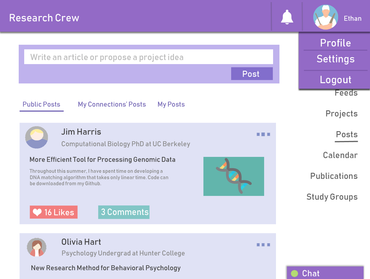 Research Crew
Ethan
Profile
Settings
Logout
Write an article or propose a project idea
Post
Public Posts
My Connections' Posts
My Posts
Feeds
Projects
Posts
Calendar
Publications
Study Groups
Jim Harris
Computational Biology PhD at UC Berkeley
More Efficient Tool for Processing Genomic Data
Throughout this summer, I have spent time on developing a
DNA matching algorithm that takes only linear time. Code can
be downloaded from my Github.
16 Likes
3 Comments
Olivia Hart
Psychology Undergrad at Hunter College
New Research Method for Behavioral Psychology
Chat